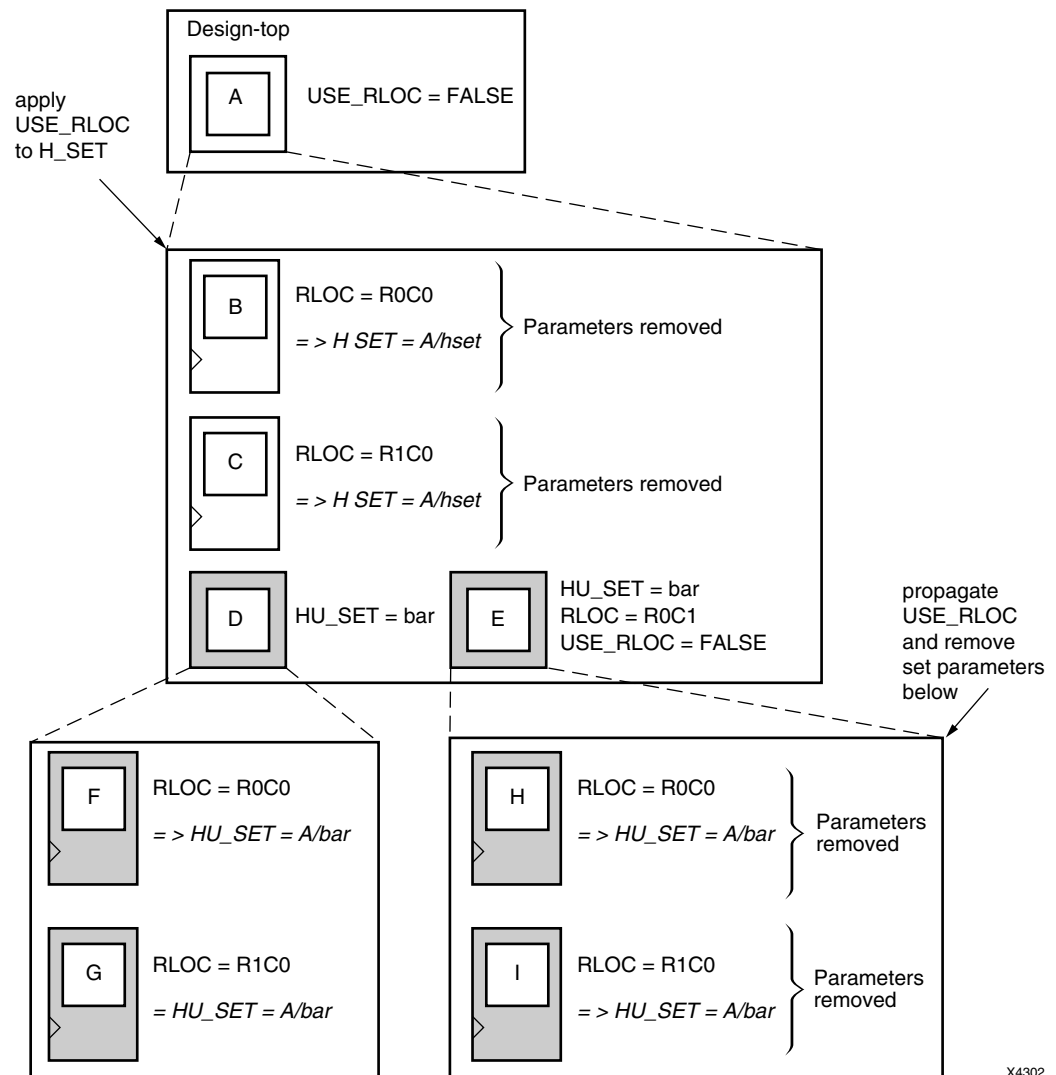 Design-top
A
USE_RLOC = FALSE
apply
USE_RLOC
to H_SET
B
RLOC = R0C0
= > H SET = A/hset
Parameters removed
C
RLOC = R1C0
= > H SET = A/hset
Parameters removed
D
HU_SET = bar
E
HU_SET = bar
RLOC = R0C1
USE_RLOC = FALSE
propagate
USE_RLOC
and remove
set parameters
below
F
RLOC = R0C0
= > HU_SET = A/bar
G
RLOC = R1C0
= HU_SET = A/bar
H
RLOC = R0C0
= > HU_SET = A/bar
Parameters
removed
I
RLOC = R1C0
= > HU_SET = A/bar
Parameters
removed
X4302